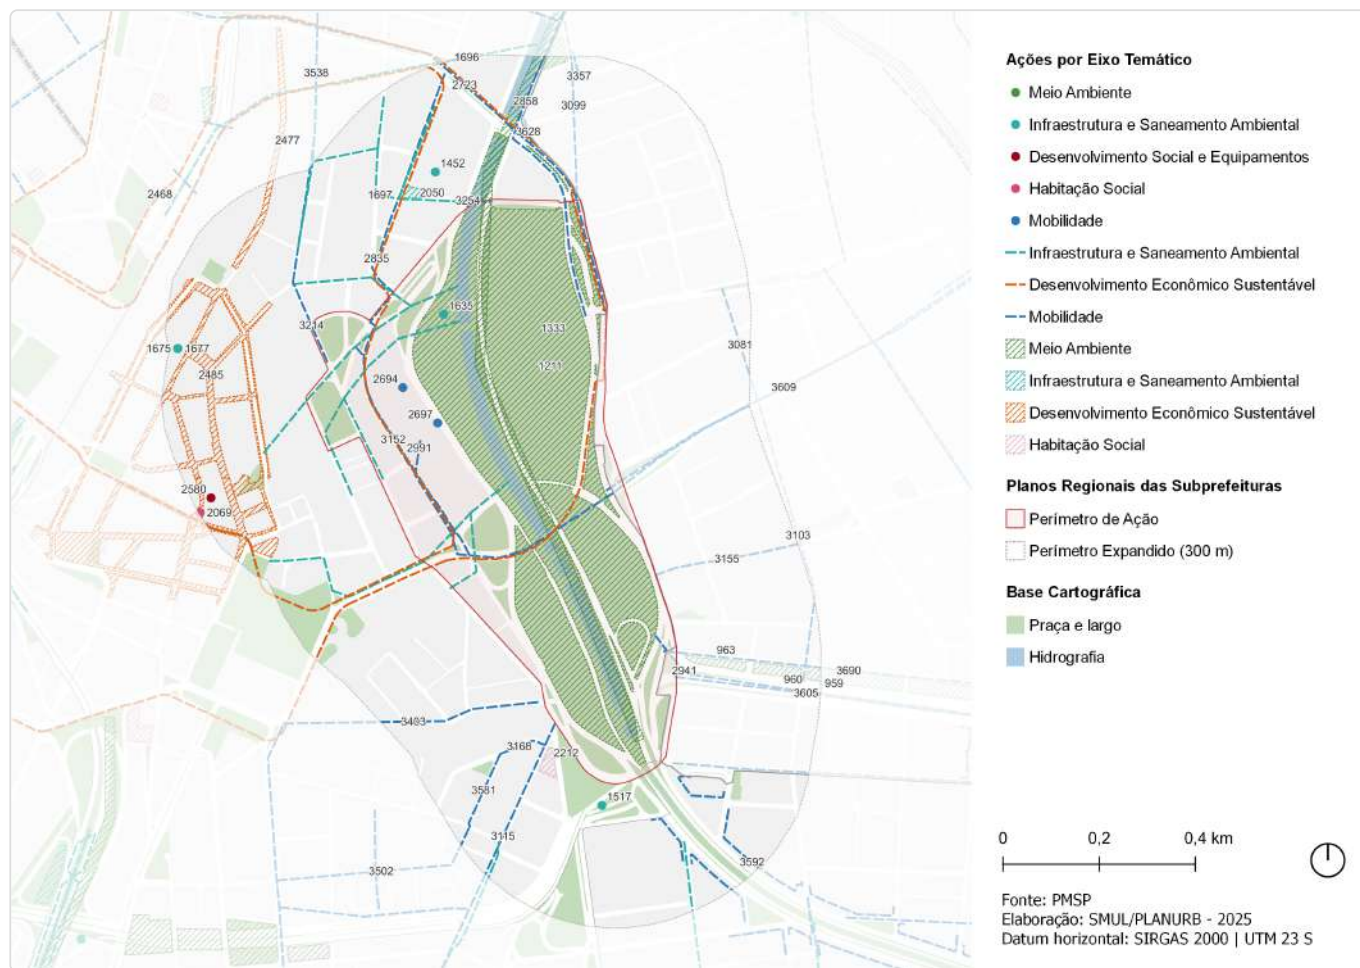 1696
3538
2723
3357
2858
3099
3628
2477
1452
2468
1697
2050
3254
2835
1635
3214
1333
1675
1677
1211
3081
2485
2694
3609
2697
3152
2991
2580
2069
3103
3155
963
2941
3690
960
959
3605
3403
3168
2212
3581
1517
3115
3592
3502
Ações por Eixo Temático
Meio Ambiente
Infraestrutura e Saneamento Ambiental
Desenvolvimento Social e Equipamentos
Habitação Social
Mobilidade
Infraestrutura e Saneamento Ambiental
Desenvolvimento Econômico Sustentável
Mobilidade
Meio Ambiente
Infraestrutura e Saneamento Ambiental
Desenvolvimento Econômico Sustentável
Habitação Social
Planos Regionais das Subprefeituras
Perímetro de Ação
Perímetro Expandido (300 m)
Base Cartográfica
Praça e largo
Hidrografia
0 0,2 0,4 km
Fonte: PMSP
Elaboração: SMUL/PLANURB - 2025
Datum horizontal: SIRGAS 2000 | UTM 23 S